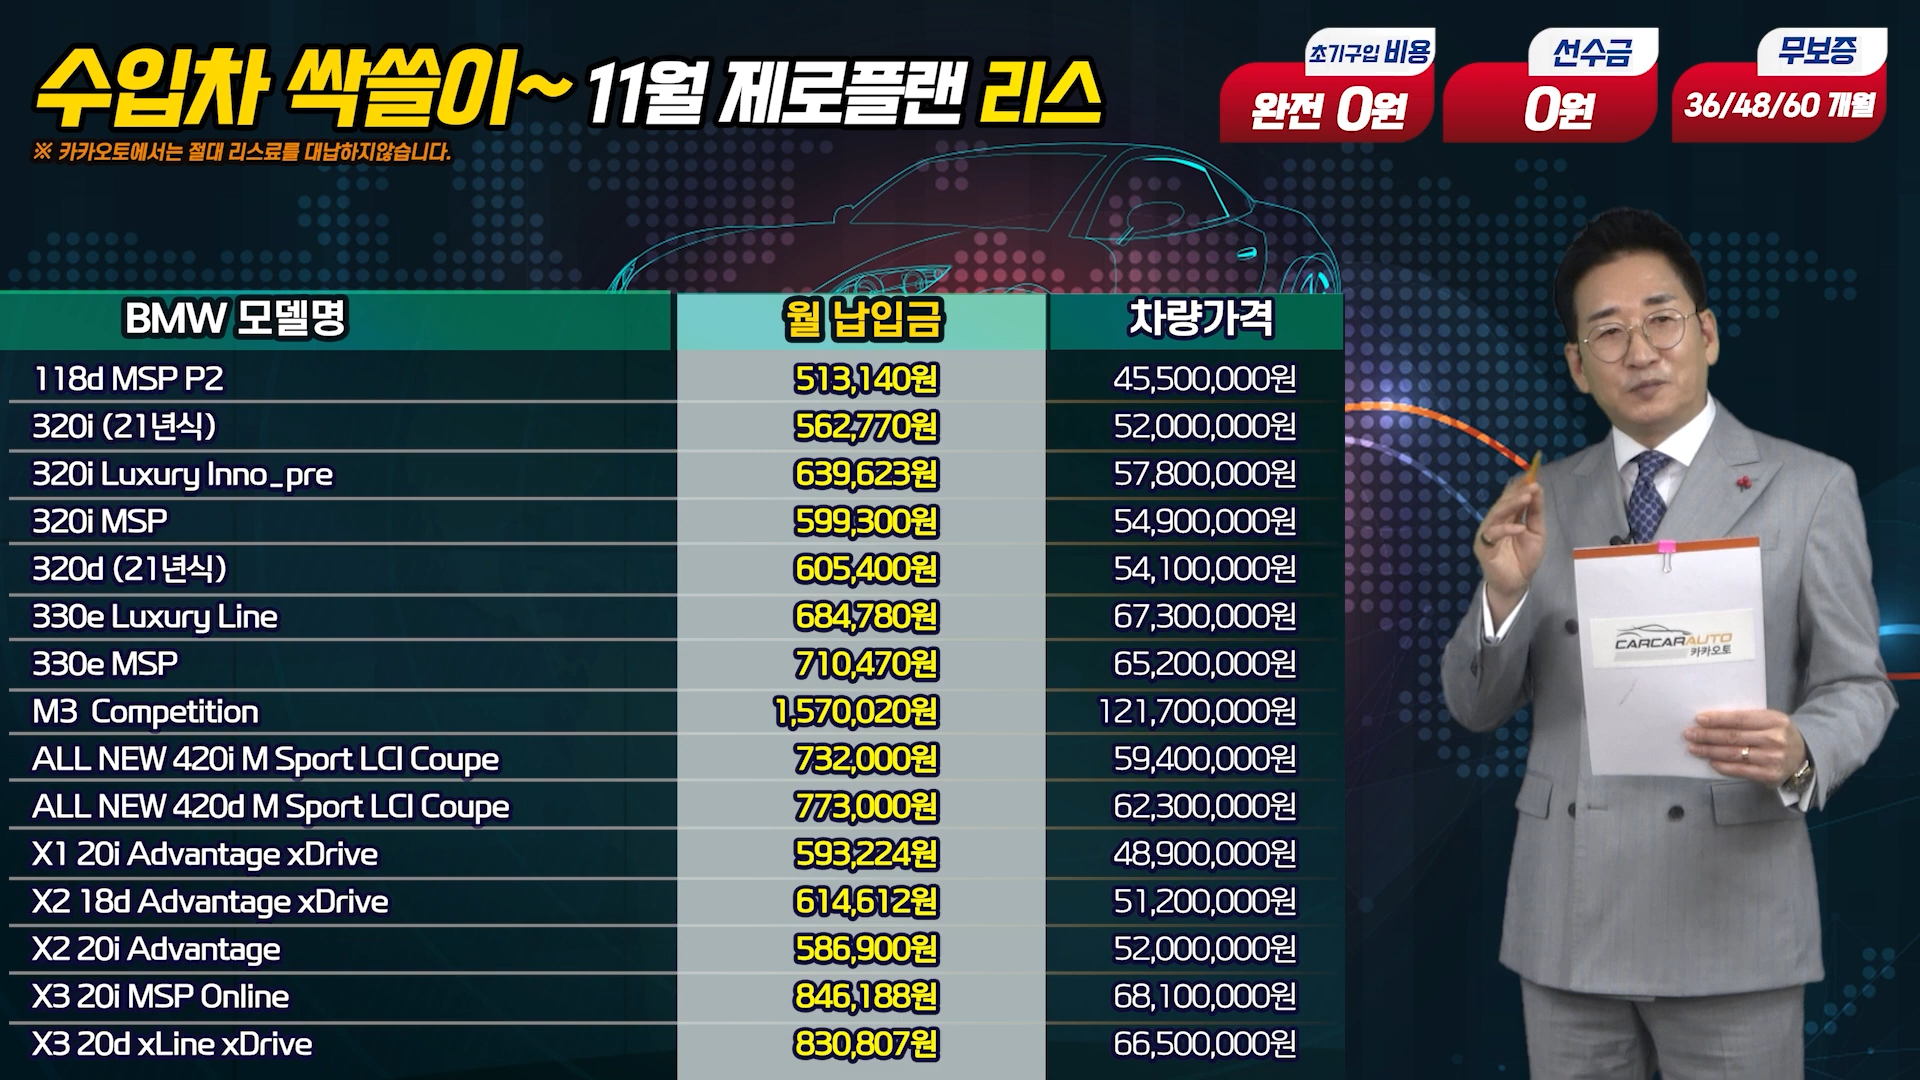 수입차 싹쓸이~ 11월 제로플랜 리스
※ 카카오토에서는 절대 리스료를 대납하지않습니다.
초기구입 비용
완전 0원
선수금
0원
무보증
36/48/60 개월
BMW 모델명 월 납입금 차량가격
118d MSP P2 513,140원 45,500,000원
320i (21년식) 562,770원 52,000,000원
320i Luxury Inno_pre 639,623원 57,800,000원
320i MSP 599,300원 54,900,000원
320d (21년식) 605,400원 54,100,000원
330e Luxury Line 684,780원 67,300,000원
330e MSP 710,470원 65,200,000원
M3 Competition 1,570,020원 121,700,000원
ALL NEW 420i M Sport LCI Coupe 732,000원 59,400,000원
ALL NEW 420d M Sport LCI Coupe 773,000원 62,300,000원
X1 20i Advantage xDrive 593,224원 48,900,000원
X2 18d Advantage xDrive 614,612원 51,200,000원
X2 20i Advantage 586,900원 52,000,000원
X3 20i MSP Online 846,188원 68,100,000원
X3 20d xLine xDrive 830,807원 66,500,000원
CARCARAUTO
카카오토